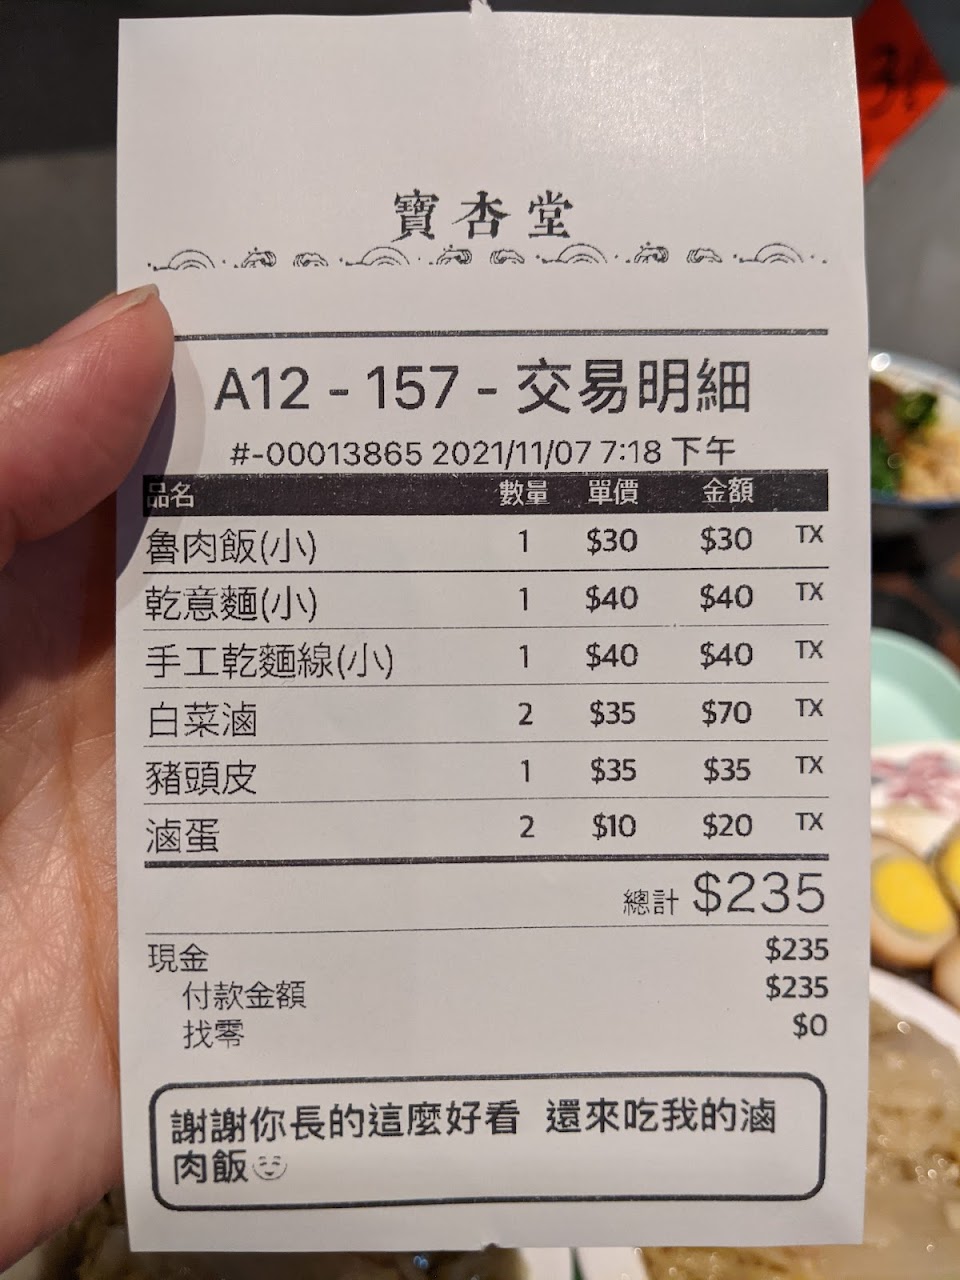 寶杏堂
A12 - 157 - 交易明細
#-00013865 2021/11/07 7:18 下午
品名 數量 單價 金額
魯肉飯(小) 1 $30 $30 TX
乾意麵(小) 1 $40 $40 TX
手工乾麵線(小) 1 $40 $40 TX
白菜滷 2 $35 $70 TX
豬頭皮 1 $35 $35 TX
滷蛋 2 $10 $20 TX
總計 $235
現金 $235
付款金額 $235
找零 $0
謝謝你長的這麼好看 還來吃我的滷
肉飯